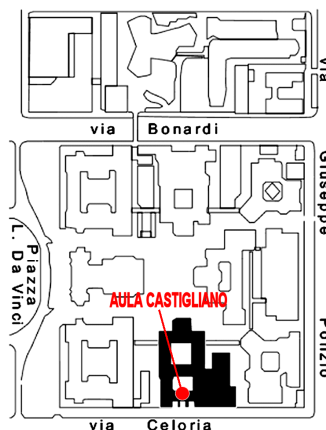 via
via Bonardi
Giuseppe
Piazza
L. Da Vinci
AULA CASTIGLIANO
Ponzio
via Celoria